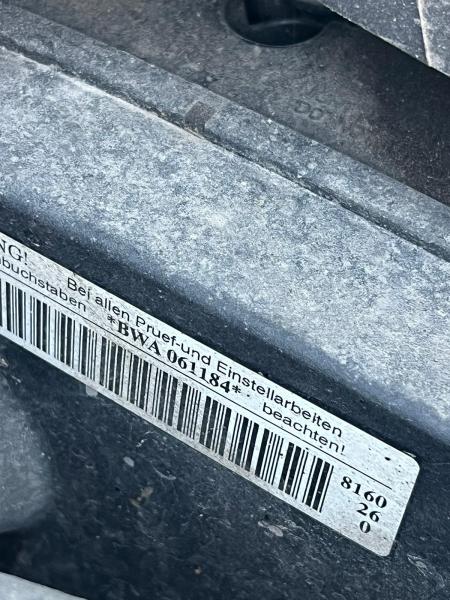 NG! Bei allen Pruef-und Einstellarbeiten
buchstaben beachten!
*BWA 061184*
8160
26
0